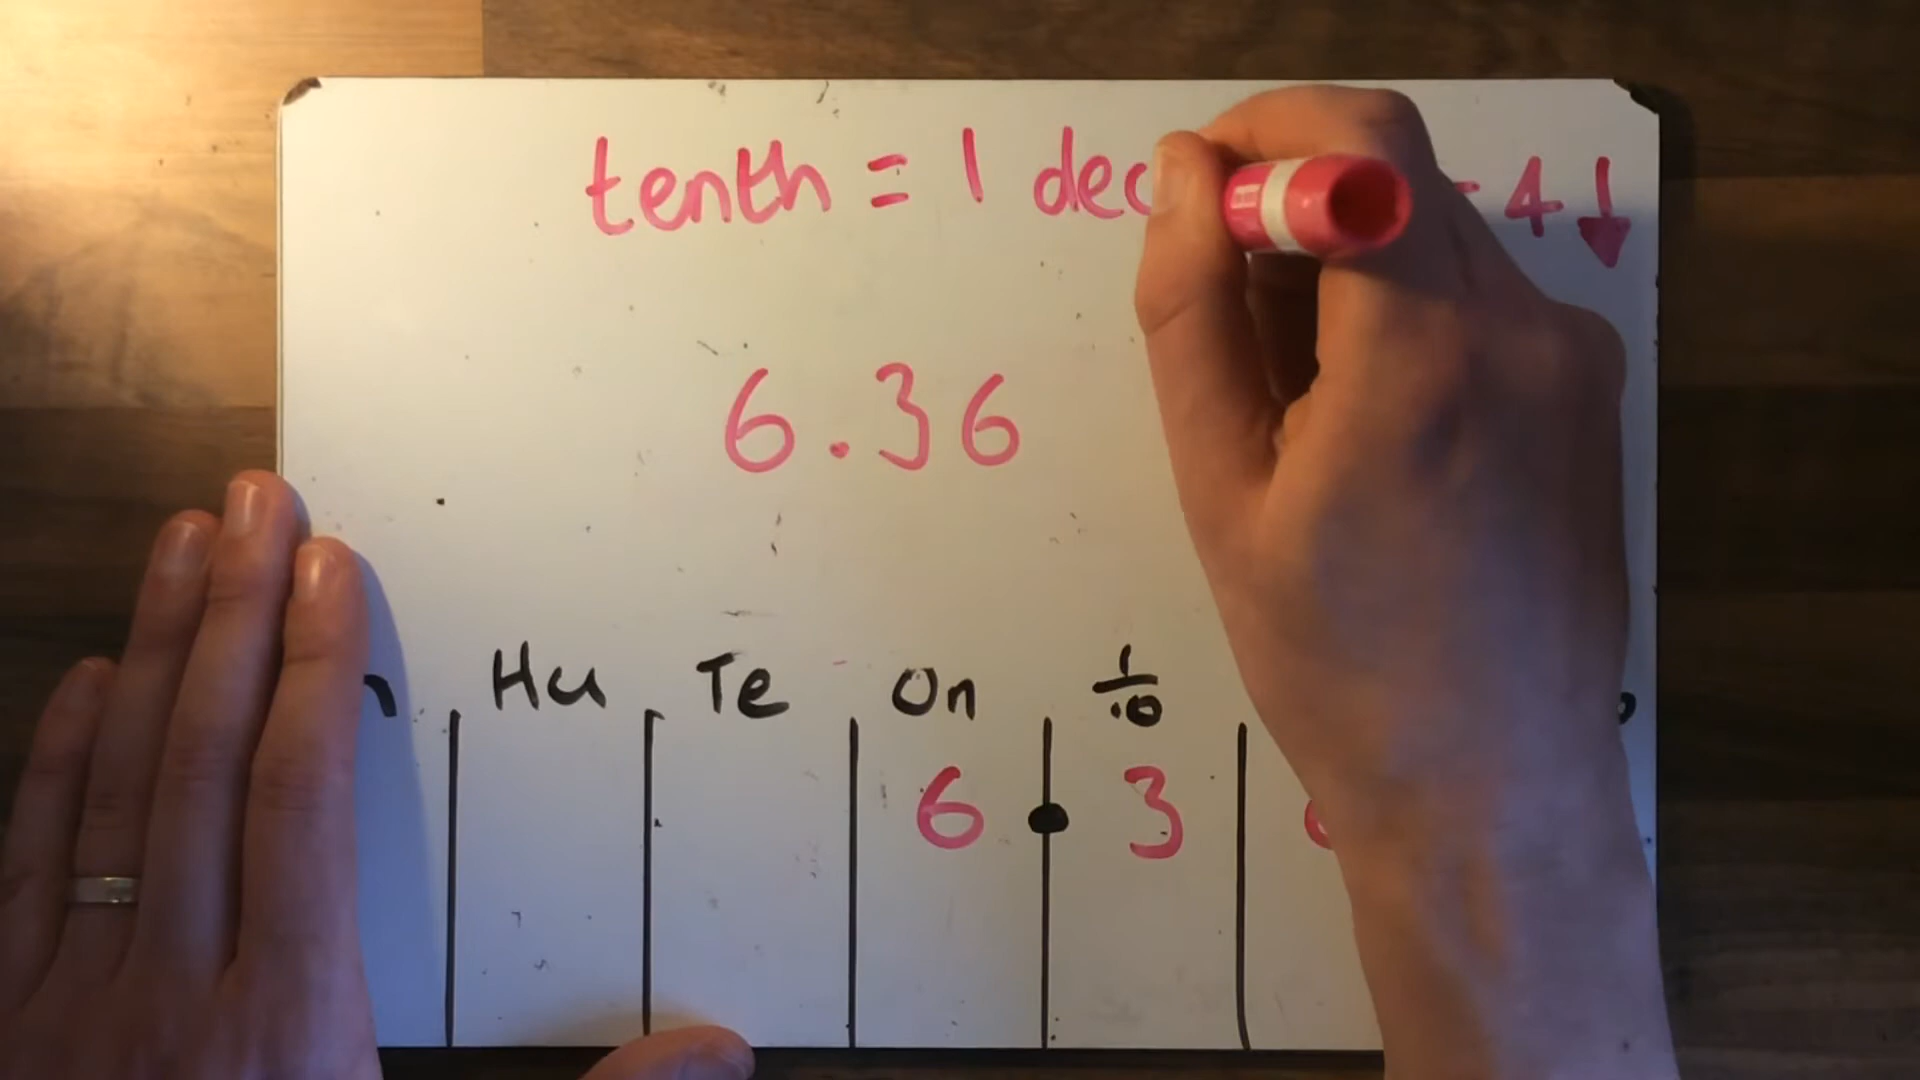 tenth = 1 dec - 4 ↓
6.36
Hu Te On 1/10
6 . 3